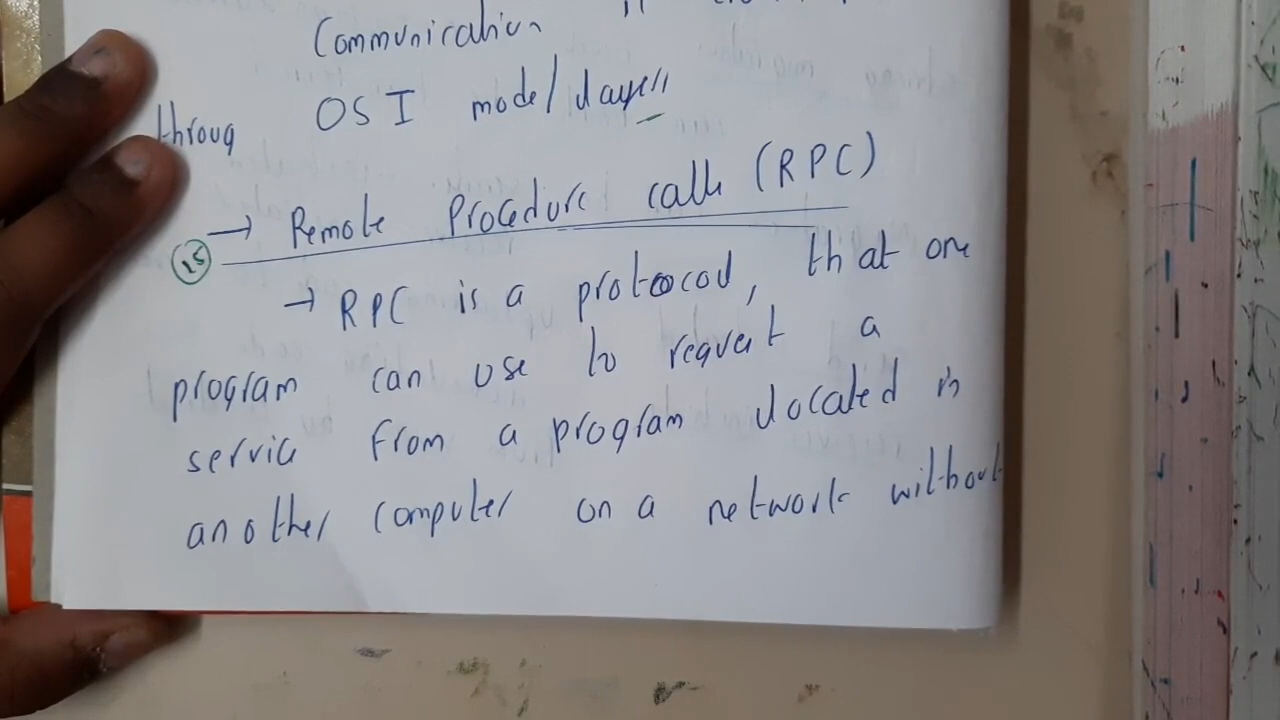 Communication
throug OSI model layers
→ Remote Procedure calls (RPC)
15
→ RPC is a protocol, that one
program can use to request a
service from a program located in
another computer on a network without